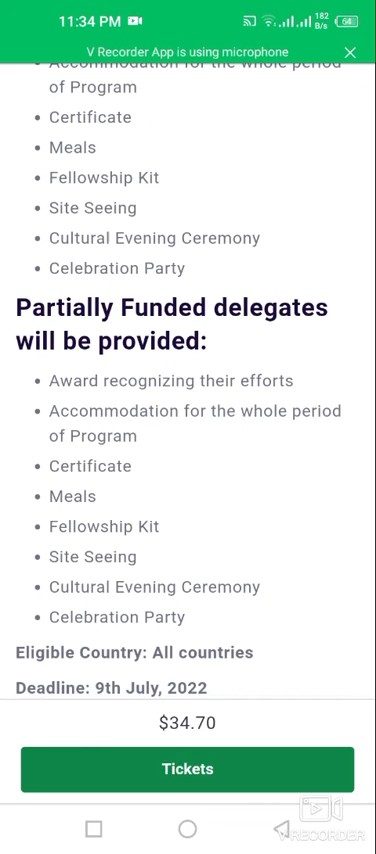 11:34 PM
182
B/s
64
V Recorder App is using microphone
Accommodation for the whole period
of Program
• Certificate
• Meals
• Fellowship Kit
• Site Seeing
• Cultural Evening Ceremony
• Celebration Party
Partially Funded delegates
will be provided:
• Award recognizing their efforts
• Accommodation for the whole period
of Program
• Certificate
• Meals
• Fellowship Kit
• Site Seeing
• Cultural Evening Ceremony
• Celebration Party
Eligible Country: All countries
Deadline: 9th July, 2022
$34.70
Tickets
V RECORDER